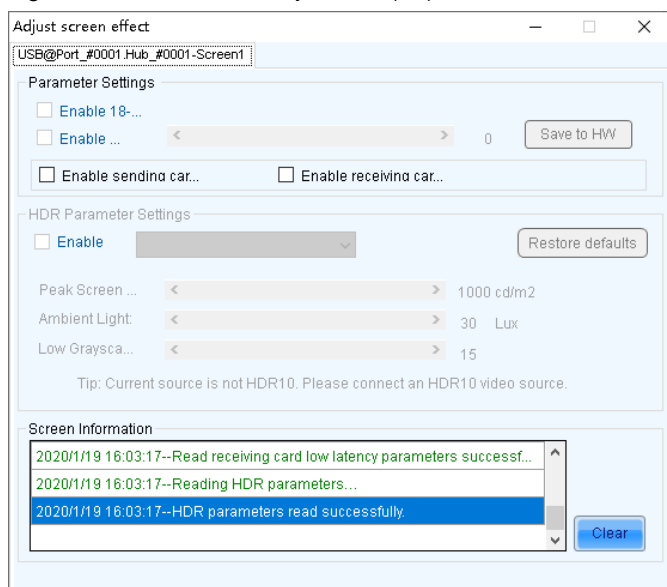 Adjust screen effect
USB@Port_#0001.Hub_#0001-Screen1
Parameter Settings
Enable 18-...
Enable ... 0 Save to HW
Enable sending car... Enable receiving car...
HDR Parameter Settings
Enable Restore defaults
Peak Screen ... 1000 cd/m2
Ambient Light: 30 Lux
Low Graysca... 15
Tip: Current source is not HDR10. Please connect an HDR10 video source.
Screen Information
2020/1/19 16:03:17--Read receiving card low latency parameters successf...
2020/1/19 16:03:17--Reading HDR parameters...
2020/1/19 16:03:17--HDR parameters read successfully.
Clear